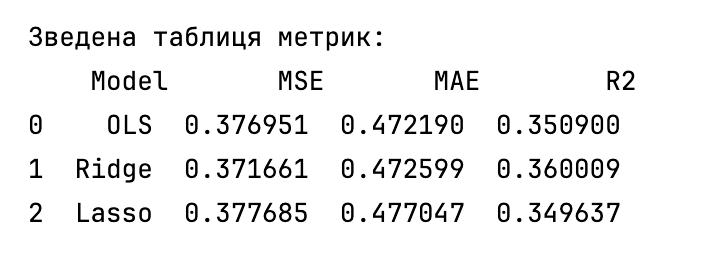 Зведена таблиця метрик:
Model MSE MAE R2
0 OLS 0.376951 0.472190 0.350900
1 Ridge 0.371661 0.472599 0.360009
2 Lasso 0.377685 0.477047 0.349637